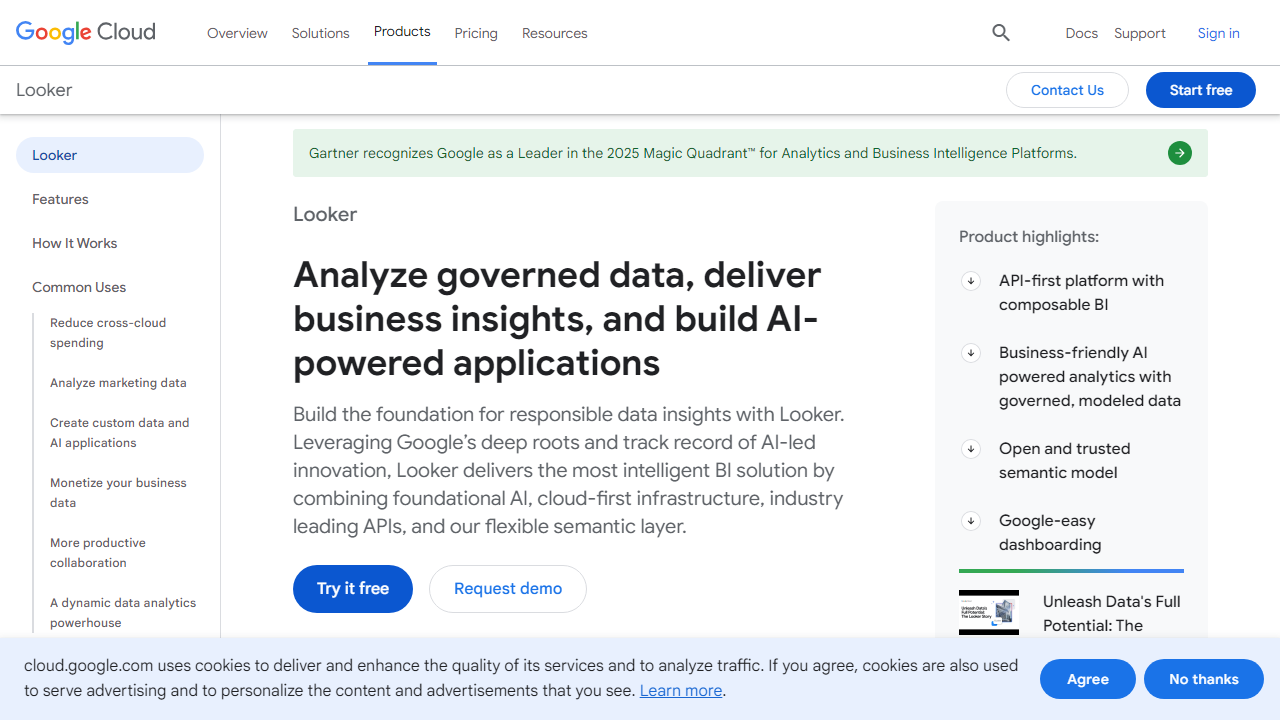 Google Cloud
Overview
Solutions
Products
Pricing
Resources
Docs
Support
Sign in
Looker
Contact Us
Start free
Looker
Features
How It Works
Common Uses
Reduce cross-cloud
spending
Analyze marketing data
Create custom data and
AI applications
Monetize your business
data
More productive
collaboration
A dynamic data analytics
powerhouse
Gartner recognizes Google as a Leader in the 2025 Magic Quadrant™ for Analytics and Business Intelligence Platforms.
Looker
Analyze governed data, deliver
business insights, and build AI-
powered applications
Build the foundation for responsible data insights with Looker.
Leveraging Google’s deep roots and track record of AI-led
innovation, Looker delivers the most intelligent BI solution by
combining foundational AI, cloud-first infrastructure, industry
leading APIs, and our flexible semantic layer.
Try it free
Request demo
Product highlights:
API-first platform with
composable BI
Business-friendly AI
powered analytics with
governed, modeled data
Open and trusted
semantic model
Google-easy
dashboarding
Unleash Data's
Full Potential:
The Looker Story
Unleash Data's Full
Potential: The
cloud.google.com uses cookies to deliver and enhance the quality of its services and to analyze traffic. If you agree, cookies are also used
to serve advertising and to personalize the content and advertisements that you see. Learn more.
Agree
No thanks